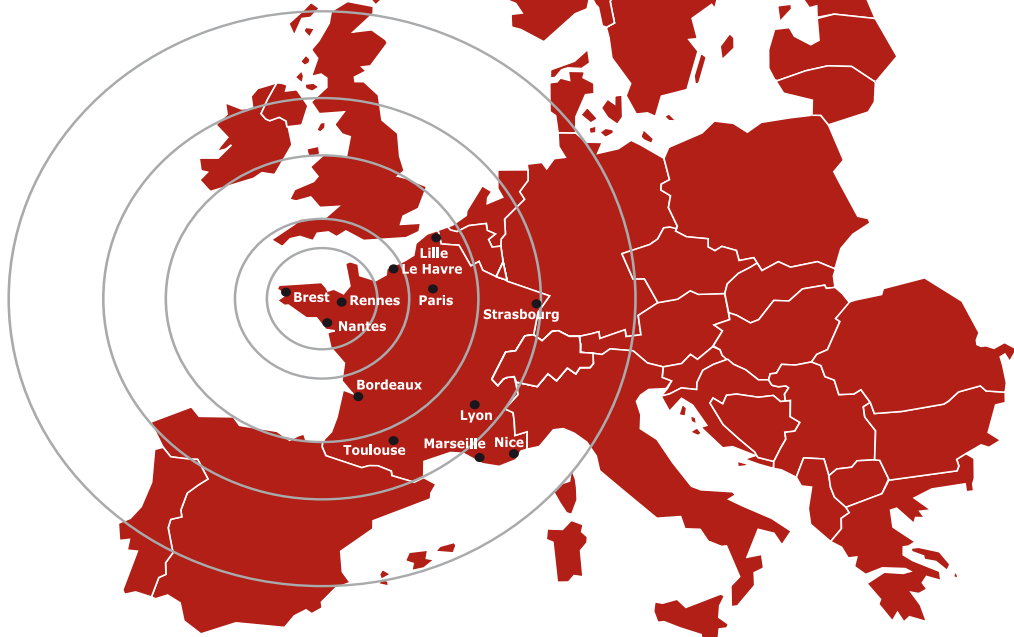 Lille
Le Havre
Brest
Rennes
Paris
Strasbourg
Nantes
Bordeaux
Lyon
Marseille
Nice
Toulouse